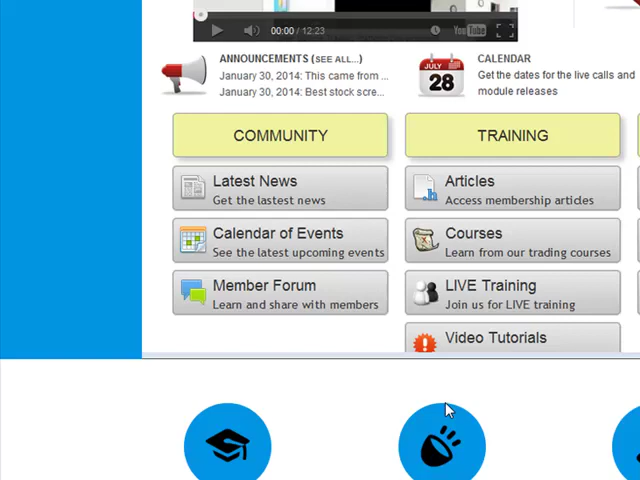 00:00 / 12:23
YouTube
ANNOUNCEMENTS (SEE ALL...)
January 30, 2014: This came from ...
January 30, 2014: Best stock scre...
JULY
28
CALENDAR
Get the dates for the live calls and
module releases
COMMUNITY
TRAINING
Latest News
Get the lastest news
Articles
Access membership articles
Calendar of Events
See the latest upcoming events
Courses
Learn from our trading courses
Member Forum
Learn and share with members
LIVE Training
Join us for LIVE training
Video Tutorials